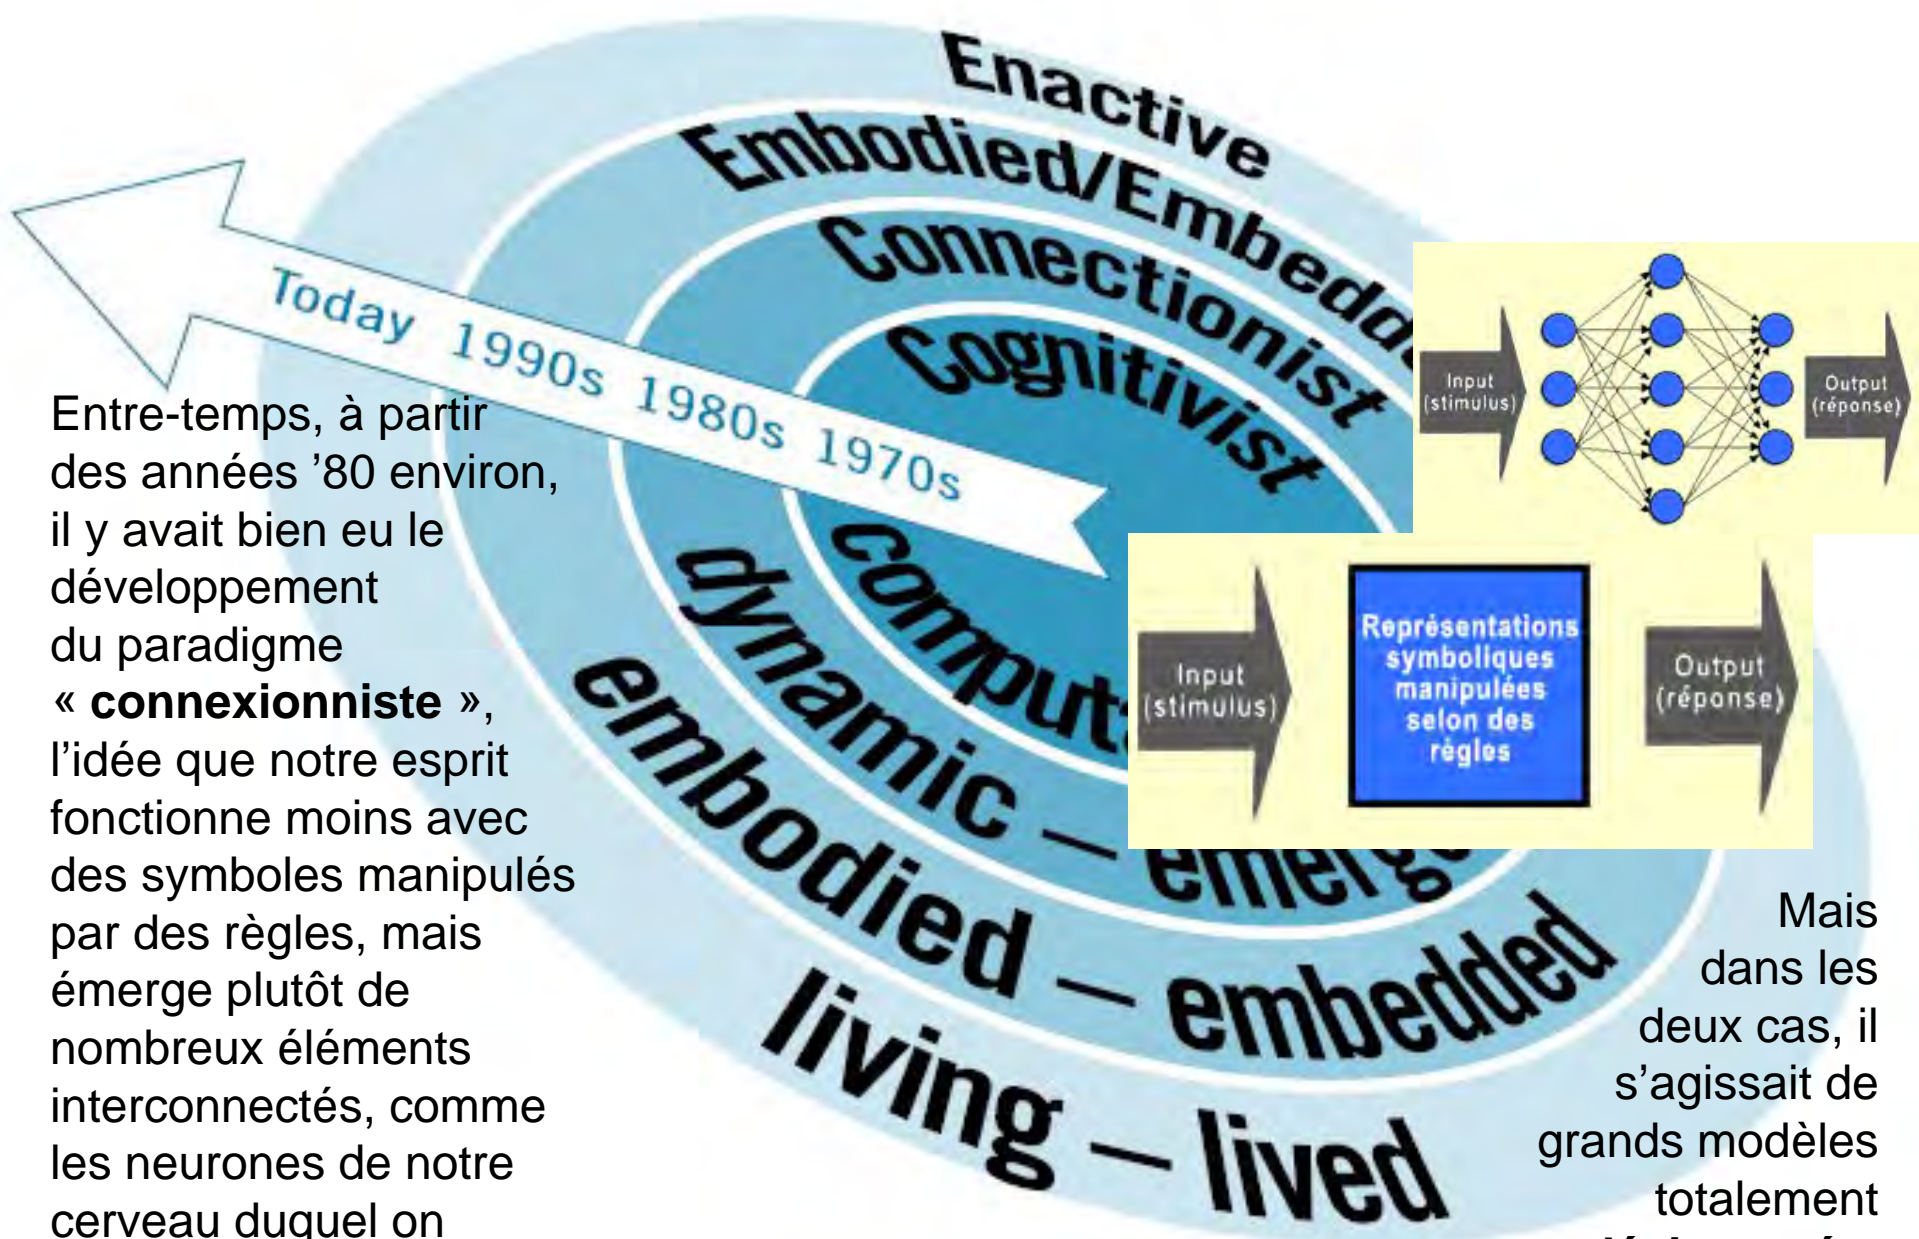 Enactive
Embodied/Embedd
Connectionist
Cognitivist
Today 1990s 1980s 1970s
Entre-temps, à partir
des années ’80 environ,
il y avait bien eu le
développement
du paradigme
« connexionniste »,
l’idée que notre esprit
fonctionne moins avec
des symboles manipulés
par des règles, mais
émerge plutôt de
nombreux éléments
interconnectés, comme
les neurones de notre
cerveau duquel on
Input
(stimulus)
Output
(réponse)
Input
(stimulus)
Représentations
symboliques
manipulées
selon des
règles
Output
(réponse)
comput
dynamic – emerg
embodied – embedded
living – lived
Mais
dans les
deux cas, il
s’agissait de
grands modèles
totalement